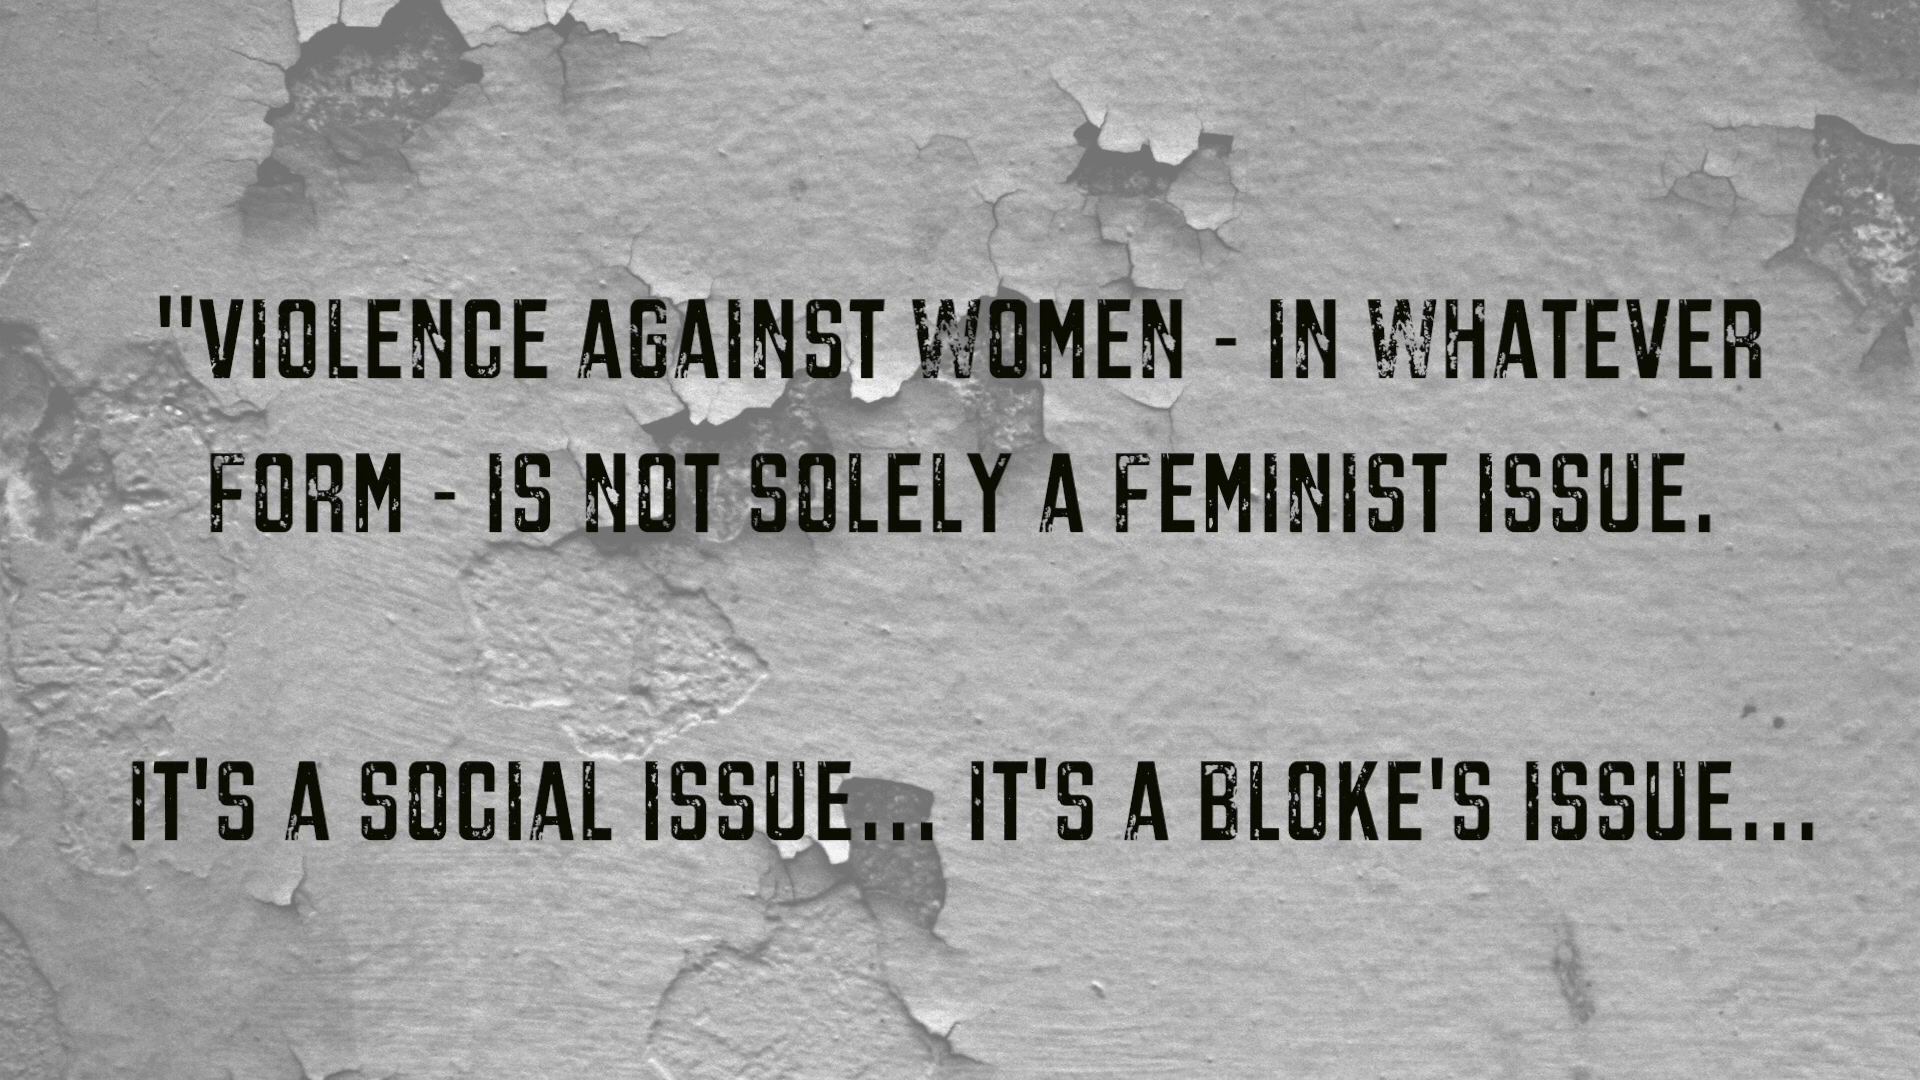 "VIOLENCE AGAINST WOMEN - IN WHATEVER
FORM - IS NOT SOLELY A FEMINIST ISSUE.
IT'S A SOCIAL ISSUE... IT'S A BLOKE'S ISSUE...